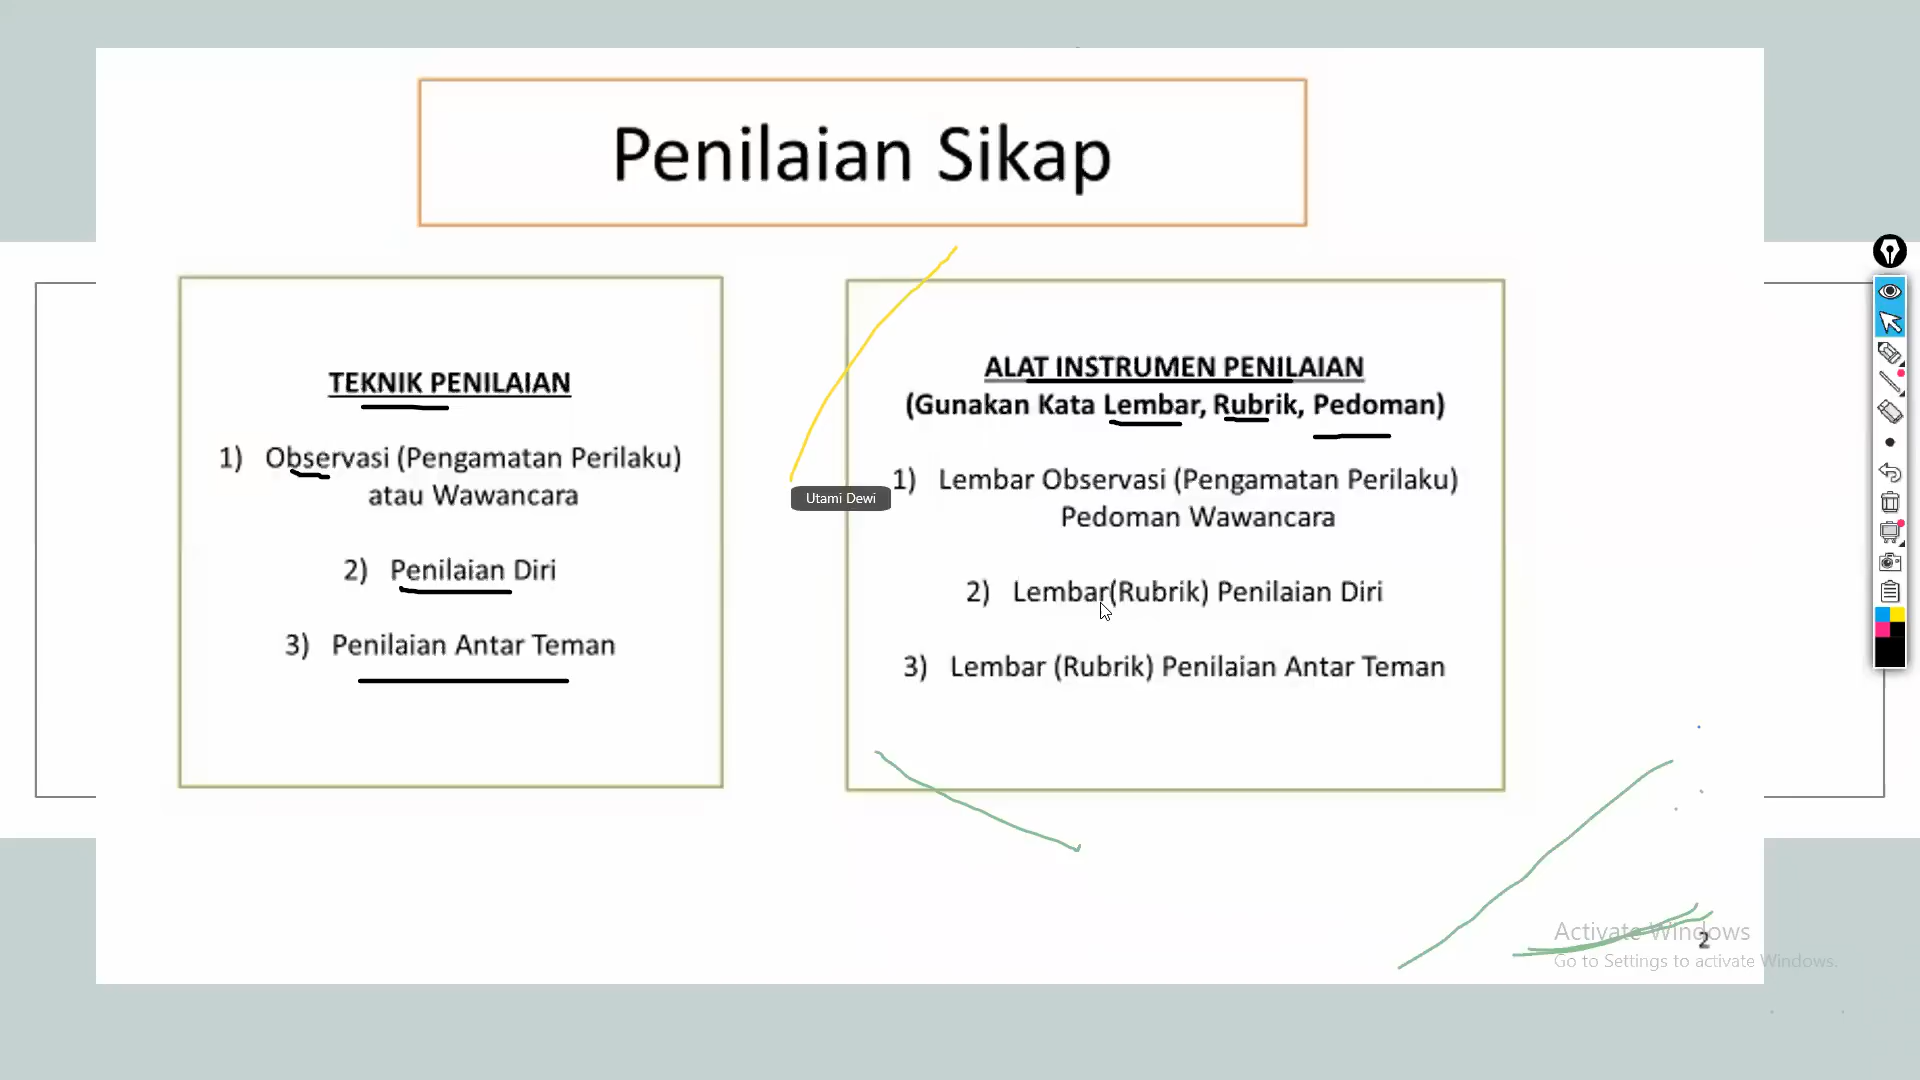 Penilaian Sikap
TEKNIK PENILAIAN
1) Observasi (Pengamatan Perilaku)
atau Wawancara
2) Penilaian Diri
3) Penilaian Antar Teman
Utami Dewi
ALAT INSTRUMEN PENILAIAN
(Gunakan Kata Lembar, Rubrik, Pedoman)
1) Lembar Observasi (Pengamatan Perilaku)
Pedoman Wawancara
2) Lembar(Rubrik) Penilaian Diri
3) Lembar (Rubrik) Penilaian Antar Teman
Activate Windows
2
Go to Settings to activate Windows.